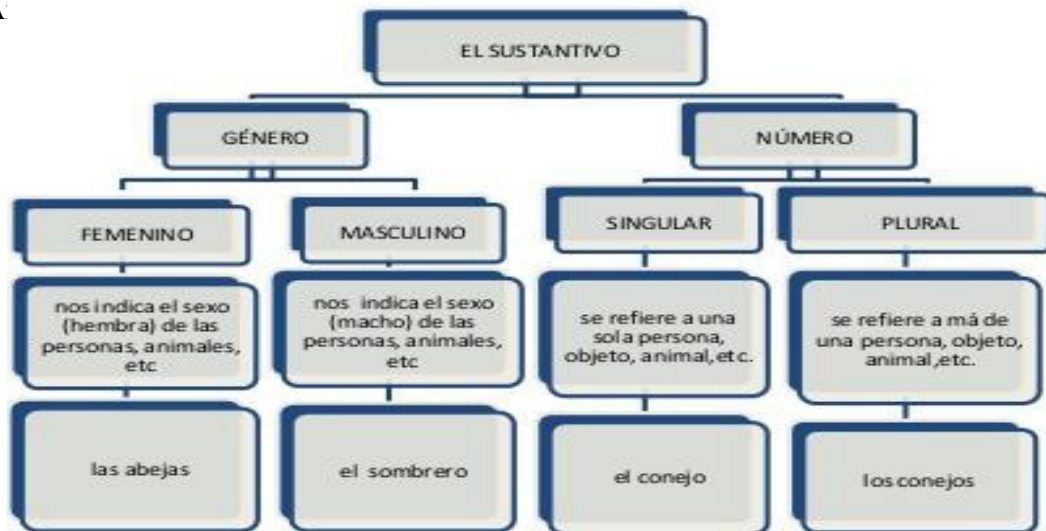 EL SUSTANTIVO
GÉNERO
NÚMERO
FEMENINO
MASCULINO
SINGULAR
PLURAL
nos indica el sexo
(hembra) de las
personas, animales,
etc
nos indica el sexo
(macho) de las
personas, animales,
etc
se refiere a una
sola persona,
objeto, animal,etc.
se refiere a má de
una persona, objeto,
animal,etc.
las abejas
el sombrero
el conejo
los conejos